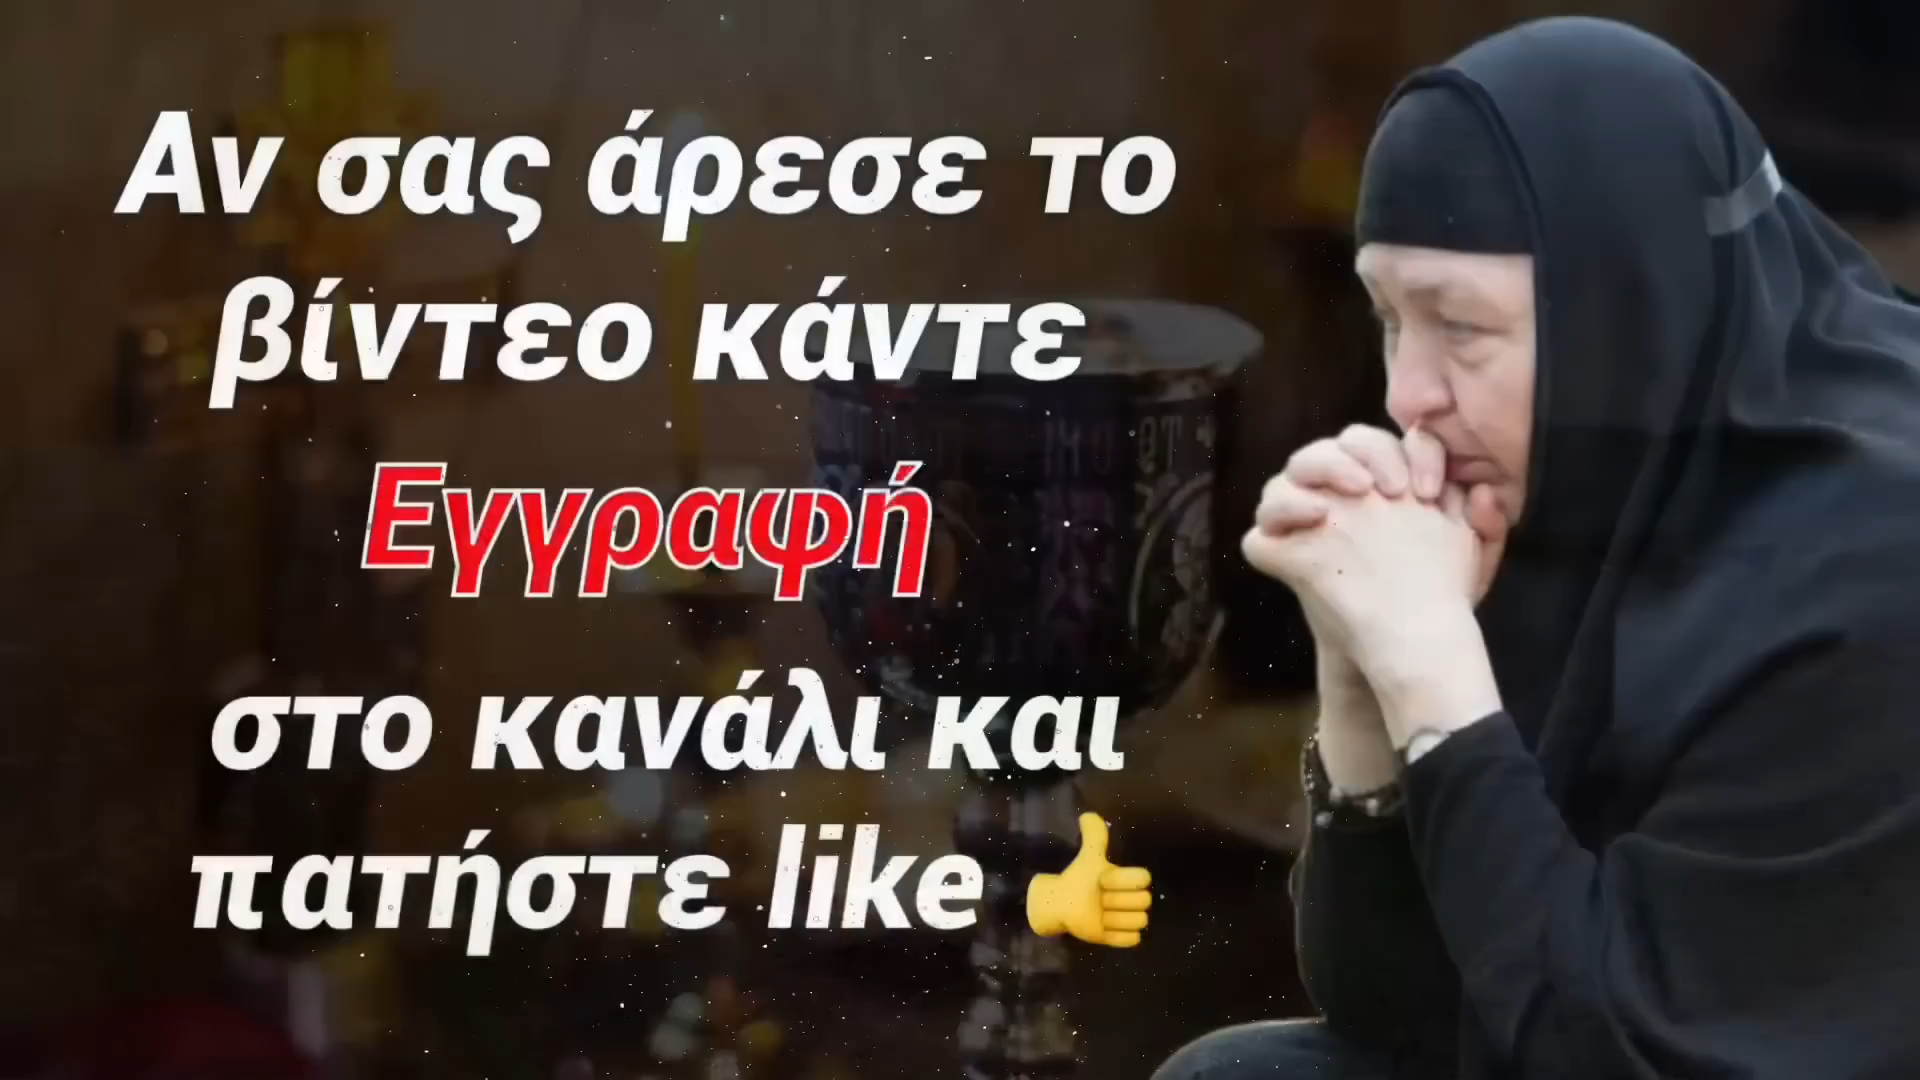 Αν σας άρεσε το
βίντεο κάντε
Εγγραφή
στο κανάλι και
πατήστε like 👍